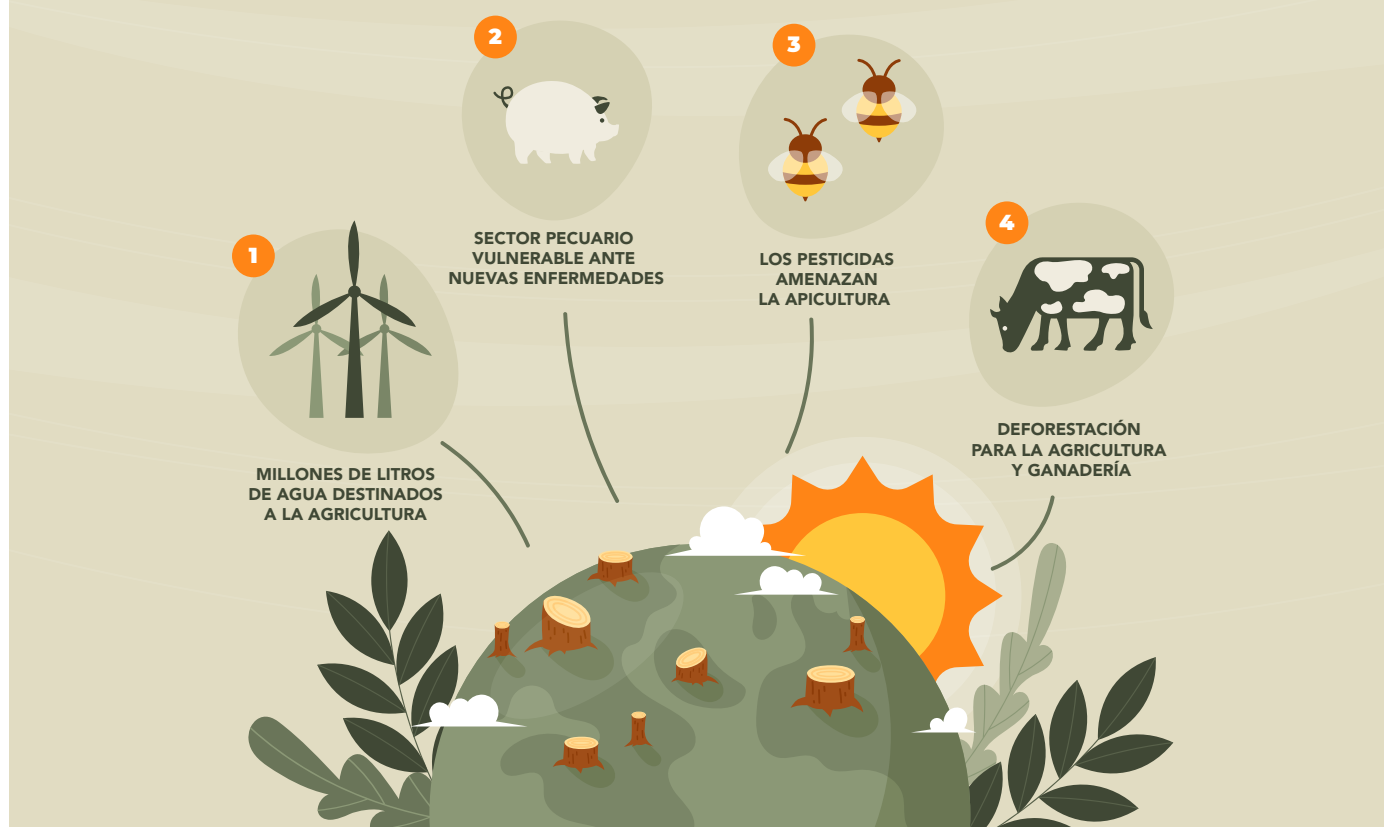 1
MILLONES DE LITROS
DE AGUA DESTINADOS
A LA AGRICULTURA
2
SECTOR PECUARIO
VULNERABLE ANTE
NUEVAS ENFERMEDADES
3
LOS PESTICIDAS
AMENAZAN
LA APICULTURA
4
DEFORESTACIÓN
PARA LA AGRICULTURA
Y GANADERÍA